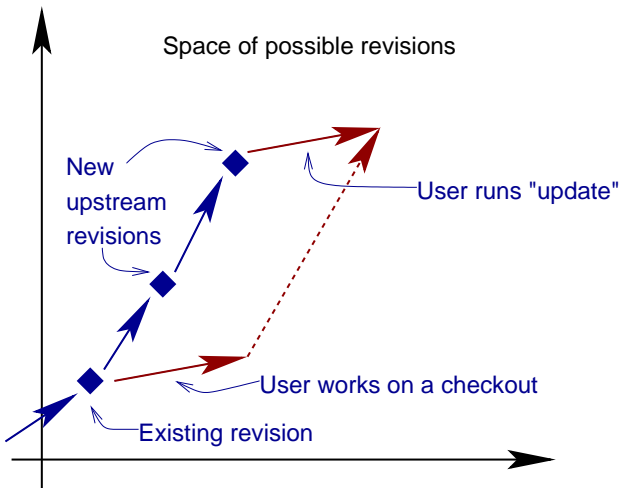 Space of possible revisions
New
upstream
revisions
User runs "update"
User works on a checkout
Existing revision